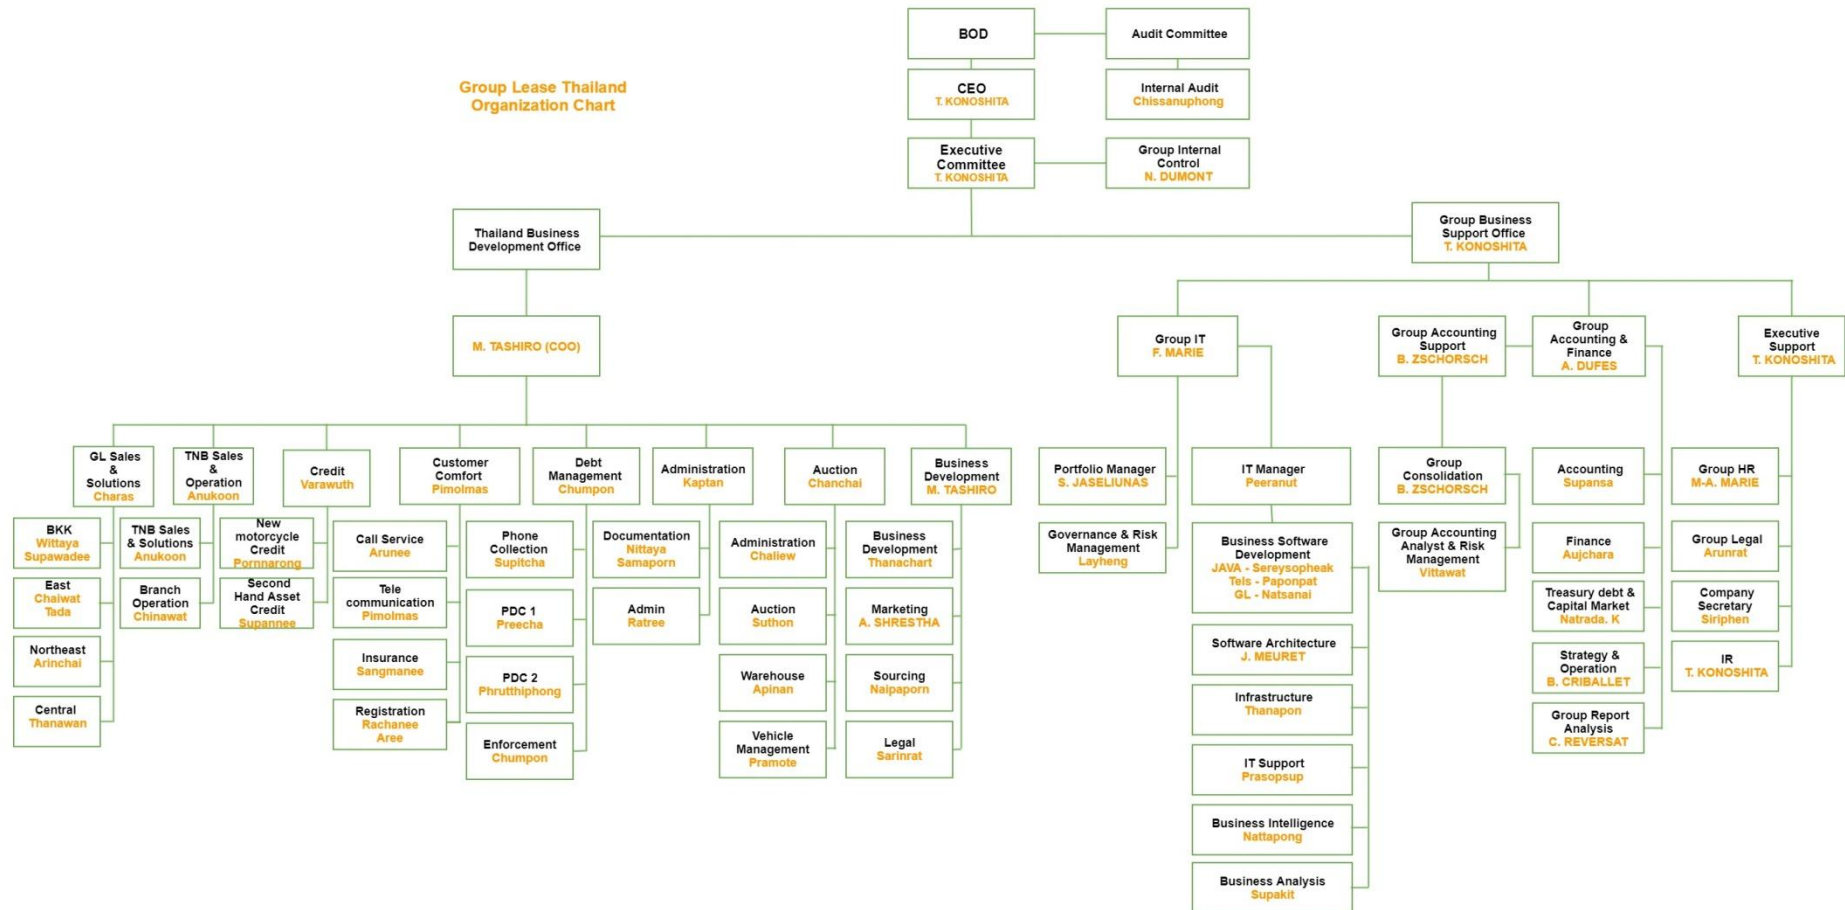 BOD
Audit Committee
Group Lease Thailand
Organization Chart
CEO
T. KONOSHITA
Internal Audit
Chissanuphong
Executive
Committee
T. KONOSHITA
Group Internal
Control
N. DUMONT
Thailand Business
Development Office
Group Business
Support Office
T. KONOSHITA
M. TASHIRO (COO)
Group IT
F. MARIE
Group Accounting
Support
B. ZSCHORSCH
Group
Accounting &
Finance
A. DUFES
Executive
Support
T. KONOSHITA
GL Sales
&
Solutions
Charas
TNB Sales
&
Operation
Anukoon
Credit
Varawuth
Customer
Comfort
Pimolmas
Debt
Management
Chumpon
Administration
Kaptan
Auction
Chanchai
Business
Development
M. TASHIRO
Portfolio Manager
S. JASELIUNAS
IT Manager
Peeranut
Group
Consolidation
B. ZSCHORSCH
Accounting
Supansa
Group HR
M-A. MARIE
BKK
Wittaya
Supawadee
TNB Sales
& Solutions
Anukoon
New
motorcycle
Credit
Pornnarong
Call Service
Arunee
Phone
Collection
Supitcha
Documentation
Nittaya
Samaporn
Administration
Chaliew
Business
Development
Thanachart
Governance & Risk
Management
Layheng
Business Software
Development
JAVA - Sereysopheak
Tels - Paponpat
GL - Natsanai
Group Accounting
Analyst & Risk
Management
Vittawat
Finance
Aujchara
Group Legal
Arunrat
East
Chaiwat
Tada
Branch
Operation
Chinawat
Second
Hand Asset
Credit
Supannee
Tele
communication
Pimolmas
PDC 1
Preecha
Admin
Ratree
Auction
Suthon
Marketing
A. SHRESTHA
Treasury debt &
Capital Market
Natrada. K
Company
Secretary
Siriphen
Northeast
Arinchai
Insurance
Sangmanee
PDC 2
Phrutthiphong
Warehouse
Apinan
Sourcing
Naipaporn
Software Architecture
J. MEURET
Strategy &
Operation
B. CRIBALLET
IR
T. KONOSHITA
Central
Thanawan
Registration
Rachanee
Aree
Enforcement
Chumpon
Vehicle
Management
Pramote
Legal
Sarinrat
Infrastructure
Thanapon
Group Report
Analysis
C. REVERSAT
IT Support
Prasopsup
Business Intelligence
Nattapong
Business Analysis
Supakit